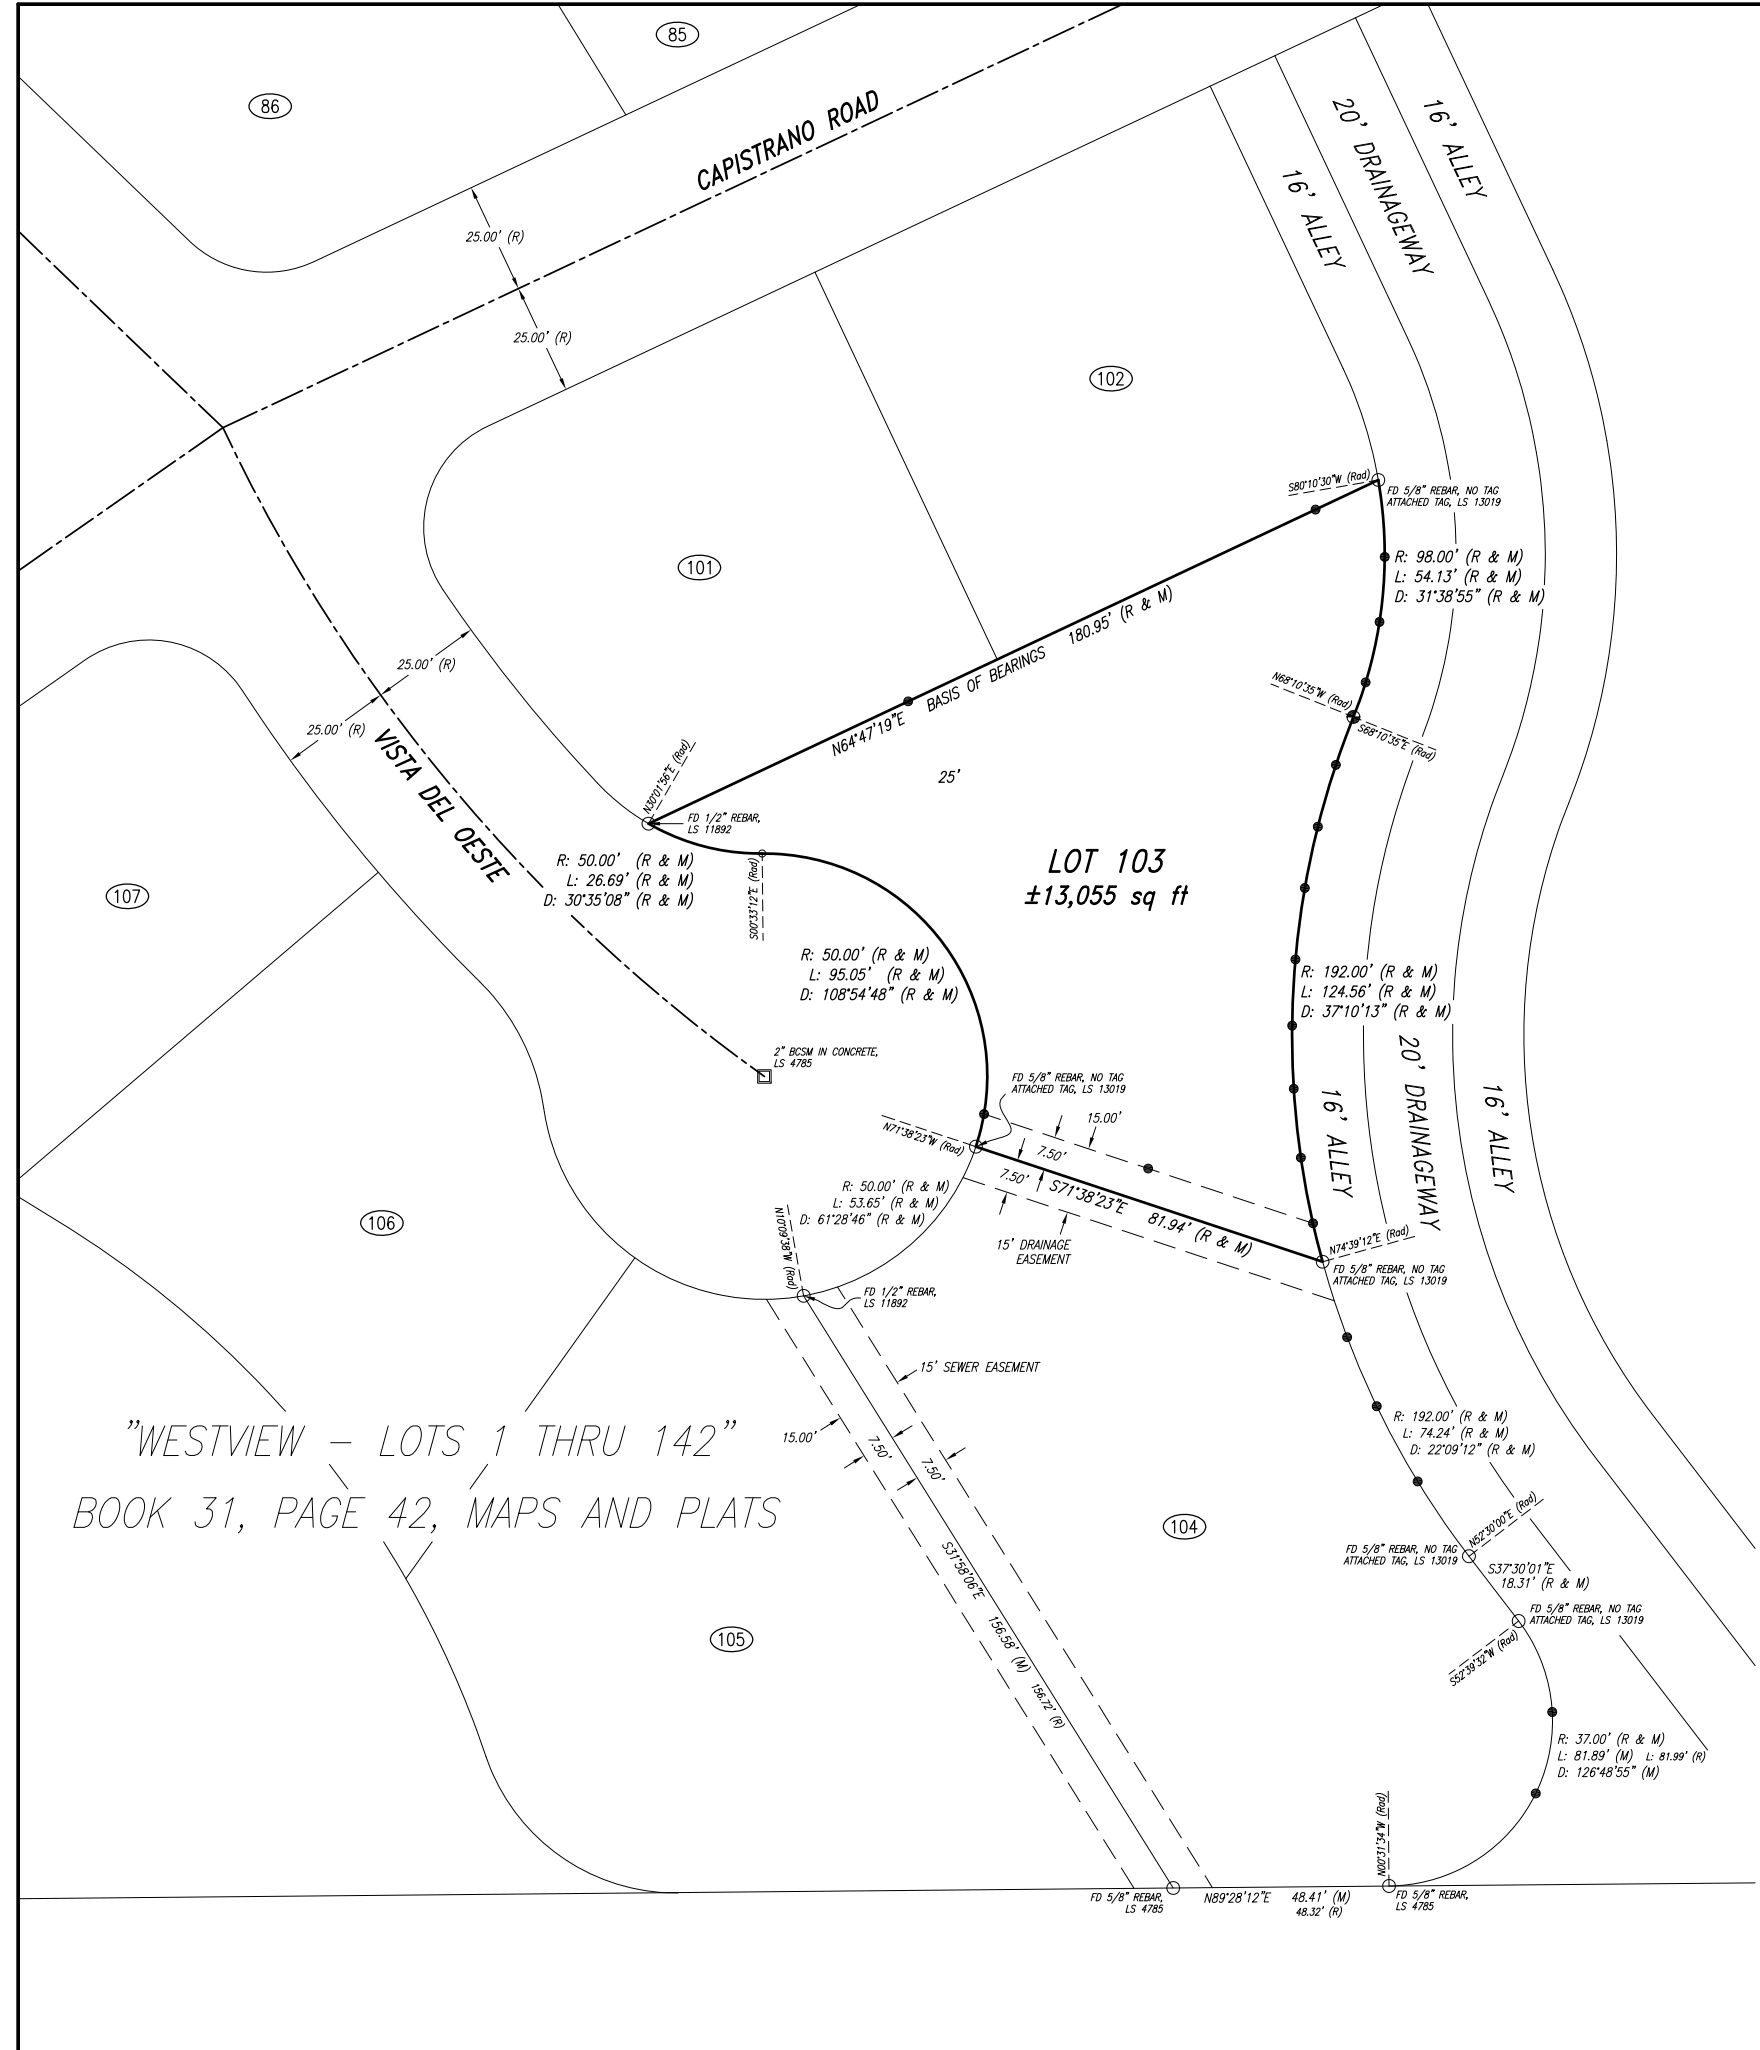 85
86
CAPISTRANO ROAD
20' DRAINAGEWAY
16' ALLEY
16' ALLEY
25.00' (R)
25.00' (R)
102
S80°10'30"W (Rad)
FD 5/8" REBAR, NO TAG
ATTACHED TAG, LS 13019
101
R: 98.00' (R & M)
L: 54.13' (R & M)
D: 31°38'55" (R & M)
180.95' (R & M)
BASIS OF BEARINGS
N64°47'19"E
25.00' (R)
25.00' (R)
VISTA DEL OESTE
N68°10'35"W (Rad)
S68°10'35"E (Rad)
25'
N30°01'56"E (Rad)
FD 1/2" REBAR,
LS 11892
R: 50.00' (R & M)
L: 26.69' (R & M)
D: 30°35'08" (R & M)
S00°33'12"E (Rad)
LOT 103
±13,055 sq ft
107
R: 50.00' (R & M)
L: 95.05' (R & M)
D: 108°54'48" (R & M)
R: 192.00' (R & M)
L: 124.56' (R & M)
D: 37°10'13" (R & M)
2" BCSM IN CONCRETE,
LS 4785
FD 5/8" REBAR, NO TAG
ATTACHED TAG, LS 13019
20' DRAINAGEWAY
16' ALLEY
16' ALLEY
15.00'
N71°38'23"W (Rad)
7.50'
7.50'
S71°38'23"E
81.94' (R & M)
R: 50.00' (R & M)
L: 53.65' (R & M)
D: 61°28'46" (R & M)
106
N10°09'38"W (Rad)
15' DRAINAGE
EASEMENT
N74°39'12"E (Rad)
FD 5/8" REBAR, NO TAG
ATTACHED TAG, LS 13019
FD 1/2" REBAR,
LS 11892
15' SEWER EASEMENT
"WESTVIEW – LOTS 1 THRU 142"
BOOK 31, PAGE 42, MAPS AND PLATS
15.00'
7.50'
7.50'
R: 192.00' (R & M)
L: 74.24' (R & M)
D: 22°09'12" (R & M)
104
N52°30'00"E (Rad)
FD 5/8" REBAR, NO TAG
ATTACHED TAG, LS 13019
S37°30'01"E
18.31' (R & M)
FD 5/8" REBAR, NO TAG
ATTACHED TAG, LS 13019
S52°39'32"W (Rad)
S31°58'06"E
156.58' (M)
156.72' (R)
105
R: 37.00' (R & M)
L: 81.89' (M) L: 81.99' (R)
D: 126°48'55" (M)
N00°31'34"W (Rad)
FD 5/8" REBAR,
LS 4785
N89°28'12"E
48.41' (M)
48.32' (R)
FD 5/8" REBAR,
LS 4785